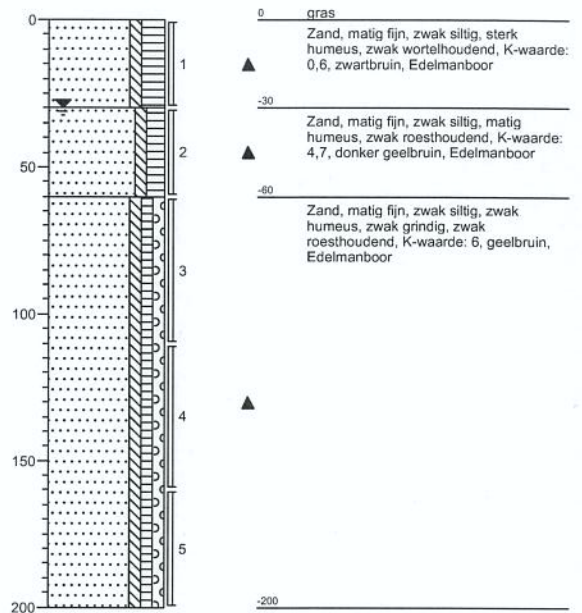 0
0
gras
Zand, matig fijn, zwak siltig, sterk
humeus, zwak wortelhoudend, K-waarde:
0,6, zwartbruin, Edelmanboor
1
-30
Zand, matig fijn, zwak siltig, matig
humeus, zwak roesthoudend, K-waarde:
4,7, donker geelbruin, Edelmanboor
2
50
-60
Zand, matig fijn, zwak siltig, zwak
humeus, zwak grindig, zwak
roesthoudend, K-waarde: 6, geelbruin,
Edelmanboor
3
100
4
150
5
200
-200